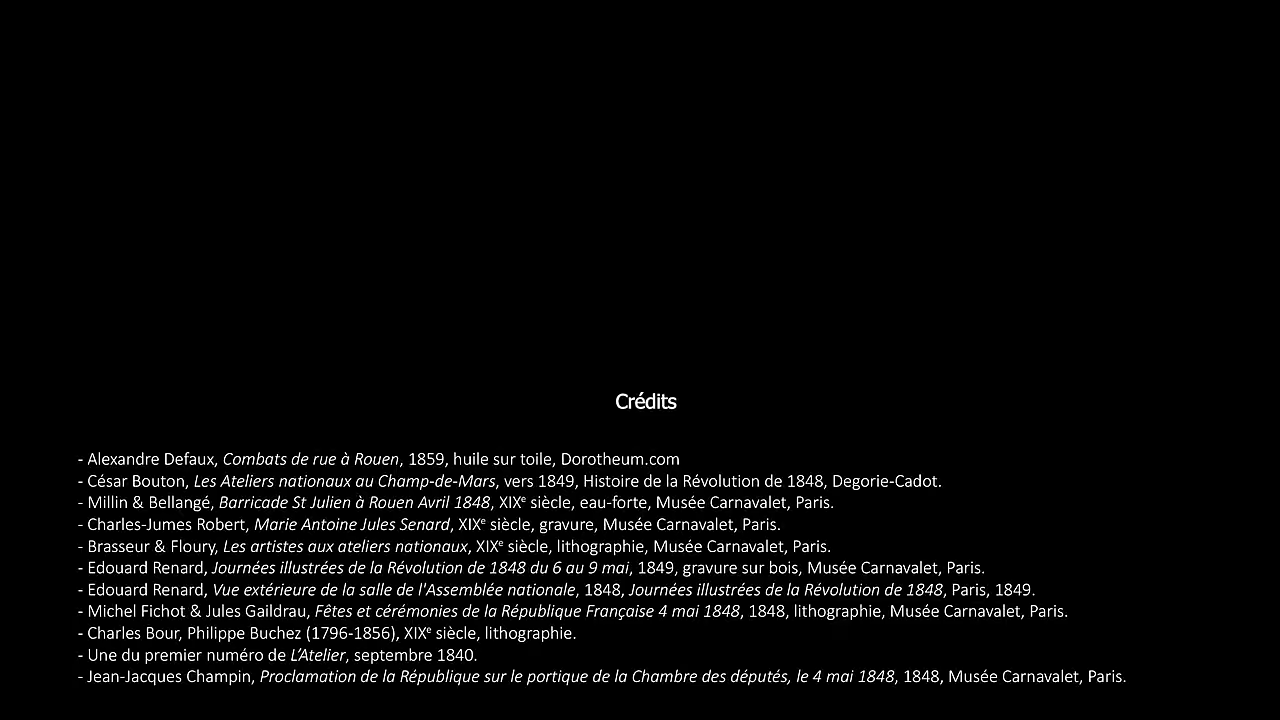 Crédits
- Alexandre Defaux, Combats de rue à Rouen, 1859, huile sur toile, Dorotheum.com
- César Bouton, Les Ateliers nationaux au Champ-de-Mars, vers 1849, Histoire de la Révolution de 1848, Degorie-Cadot.
- Millin & Bellangé, Barricade St Julien à Rouen Avril 1848, XIXᵉ siècle, eau-forte, Musée Carnavalet, Paris.
- Charles-Jumes Robert, Marie Antoine Jules Senard, XIXᵉ siècle, gravure, Musée Carnavalet, Paris.
- Brasseur & Floury, Les artistes aux ateliers nationaux, XIXᵉ siècle, lithographie, Musée Carnavalet, Paris.
- Edouard Renard, Journées illustrées de la Révolution de 1848 du 6 au 9 mai, 1849, gravure sur bois, Musée Carnavalet, Paris.
- Edouard Renard, Vue extérieure de la salle de l'Assemblée nationale, 1848, Journées illustrées de la Révolution de 1848, Paris, 1849.
- Michel Fichot & Jules Gaildrau, Fêtes et cérémonies de la République Française 4 mai 1848, 1848, lithographie, Musée Carnavalet, Paris.
- Charles Bour, Philippe Buchez (1796-1856), XIXᵉ siècle, lithographie.
- Une du premier numéro de L’Atelier, septembre 1840.
- Jean-Jacques Champin, Proclamation de la République sur le portique de la Chambre des députés, le 4 mai 1848, 1848, Musée Carnavalet, Paris.